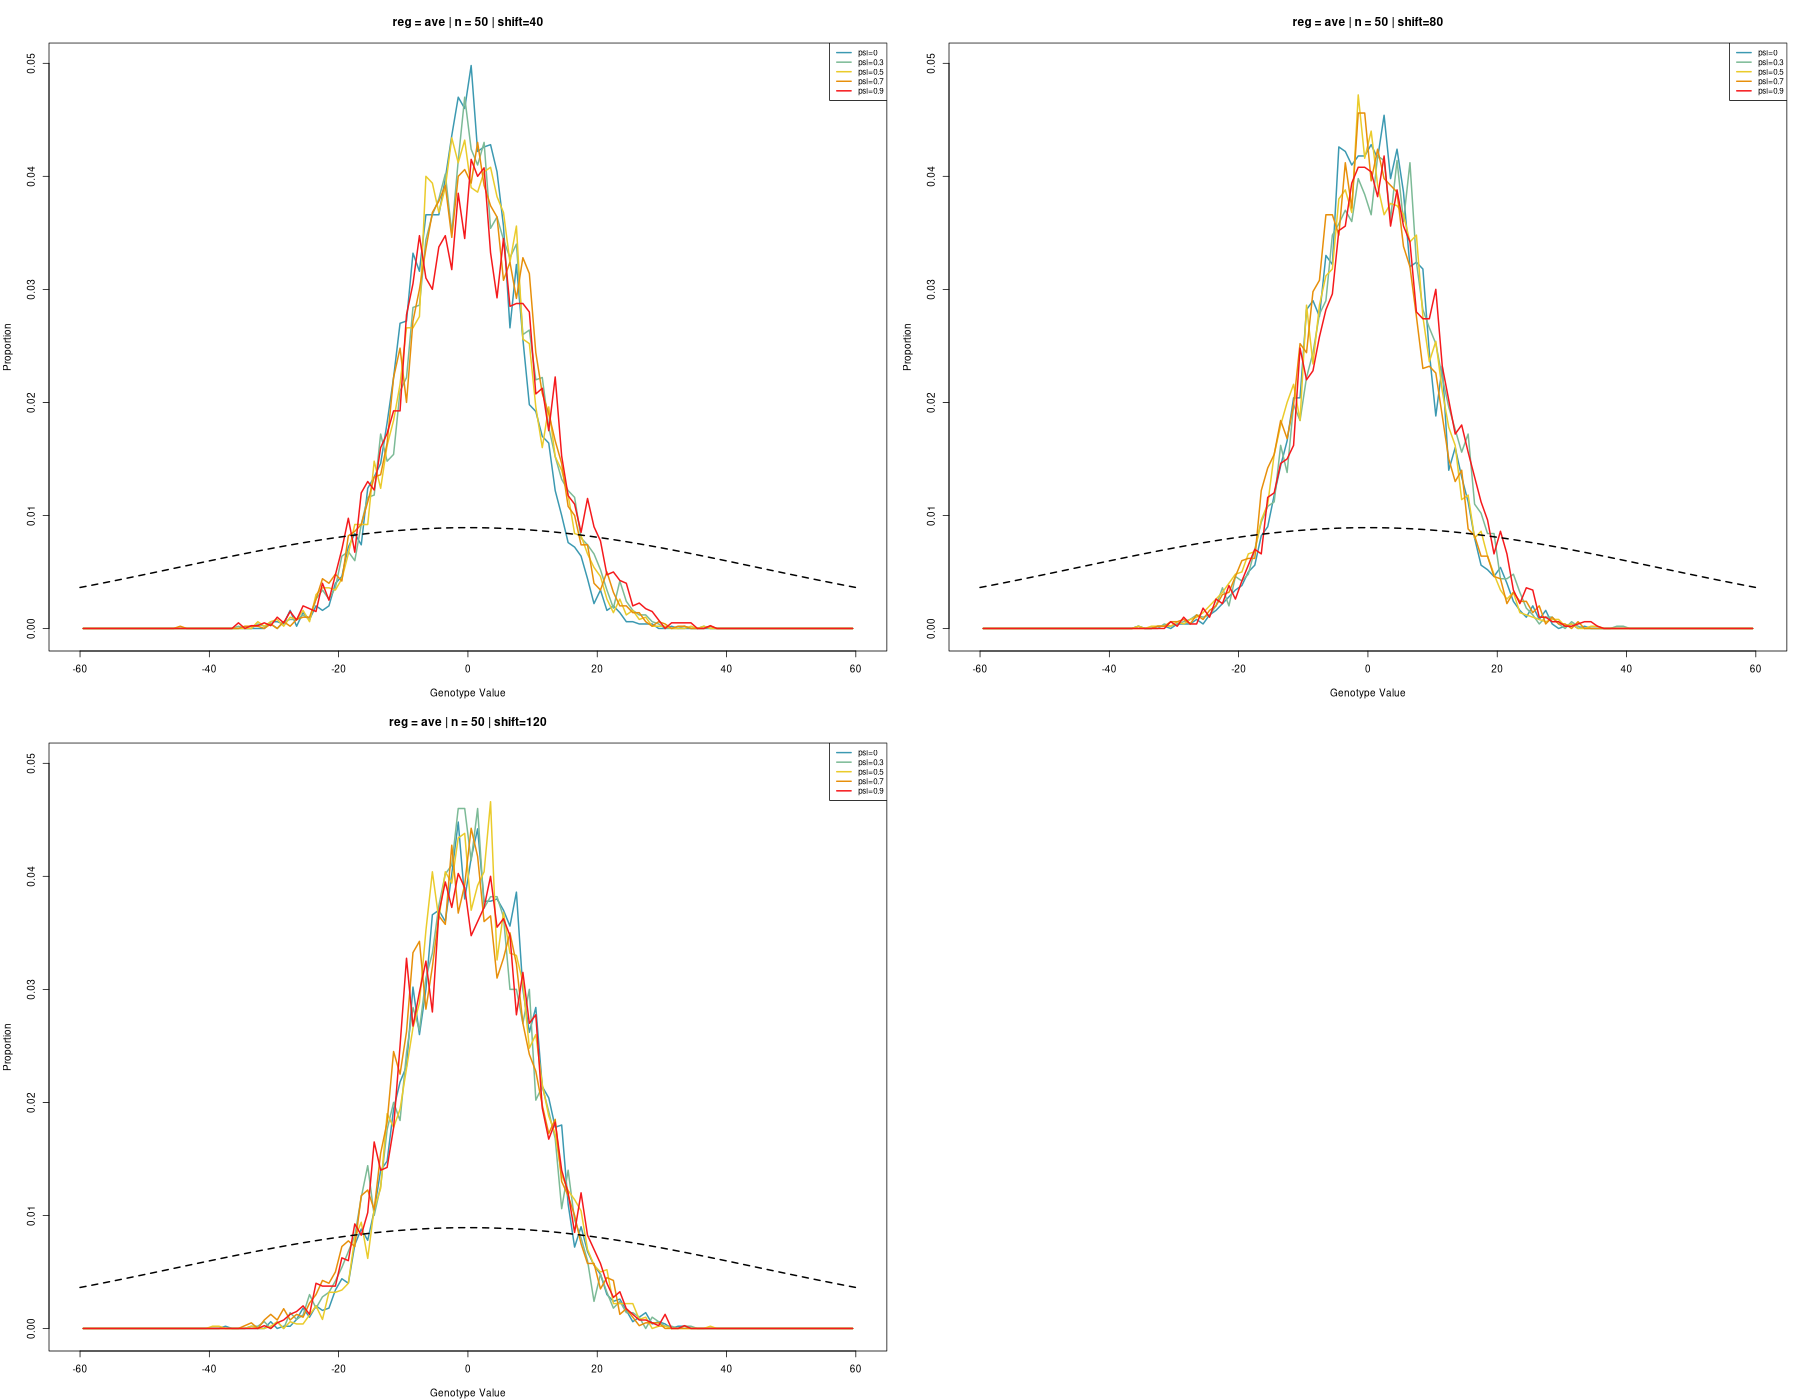 reg = ave | n = 50 | shift=40
psi=0
psi=0.3
psi=0.5
psi=0.7
psi=0.9
Proportion
0.05
0.04
0.03
0.02
0.01
0.00
-60 -40 -20 0 20 40 60
Genotype Value
reg = ave | n = 50 | shift=80
psi=0
psi=0.3
psi=0.5
psi=0.7
psi=0.9
Proportion
0.05
0.04
0.03
0.02
0.01
0.00
-60 -40 -20 0 20 40 60
Genotype Value
reg = ave | n = 50 | shift=120
psi=0
psi=0.3
psi=0.5
psi=0.7
psi=0.9
Proportion
0.05
0.04
0.03
0.02
0.01
0.00
-60 -40 -20 0 20 40 60
Genotype Value